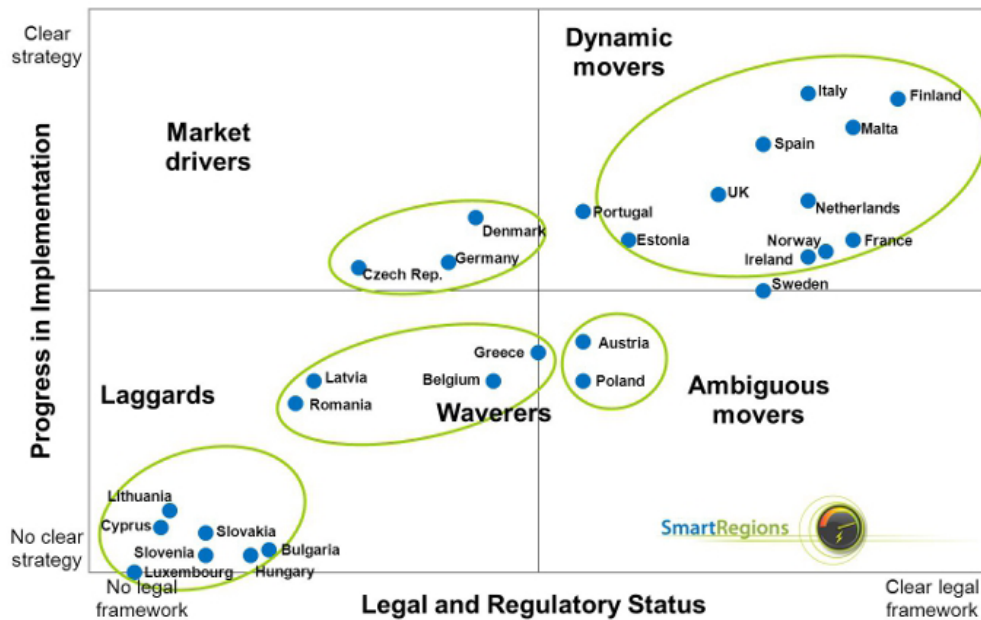 Clear
strategy
Dynamic
movers
Italy
Finland
Malta
Market
drivers
Spain
UK
Netherlands
Portugal
Denmark
Estonia
Norway
France
Ireland
Germany
Czech Rep.
Sweden
Progress in Implementation
Greece
Austria
Latvia
Belgium
Poland
Romania
Laggards
Waverers
Ambiguous
movers
Lithuania
Cyprus
Slovakia
SmartRegions
No clear
strategy
Slovenia
Bulgaria
Luxembourg
Hungary
No legal
framework
Legal and Regulatory Status
Clear legal
framework